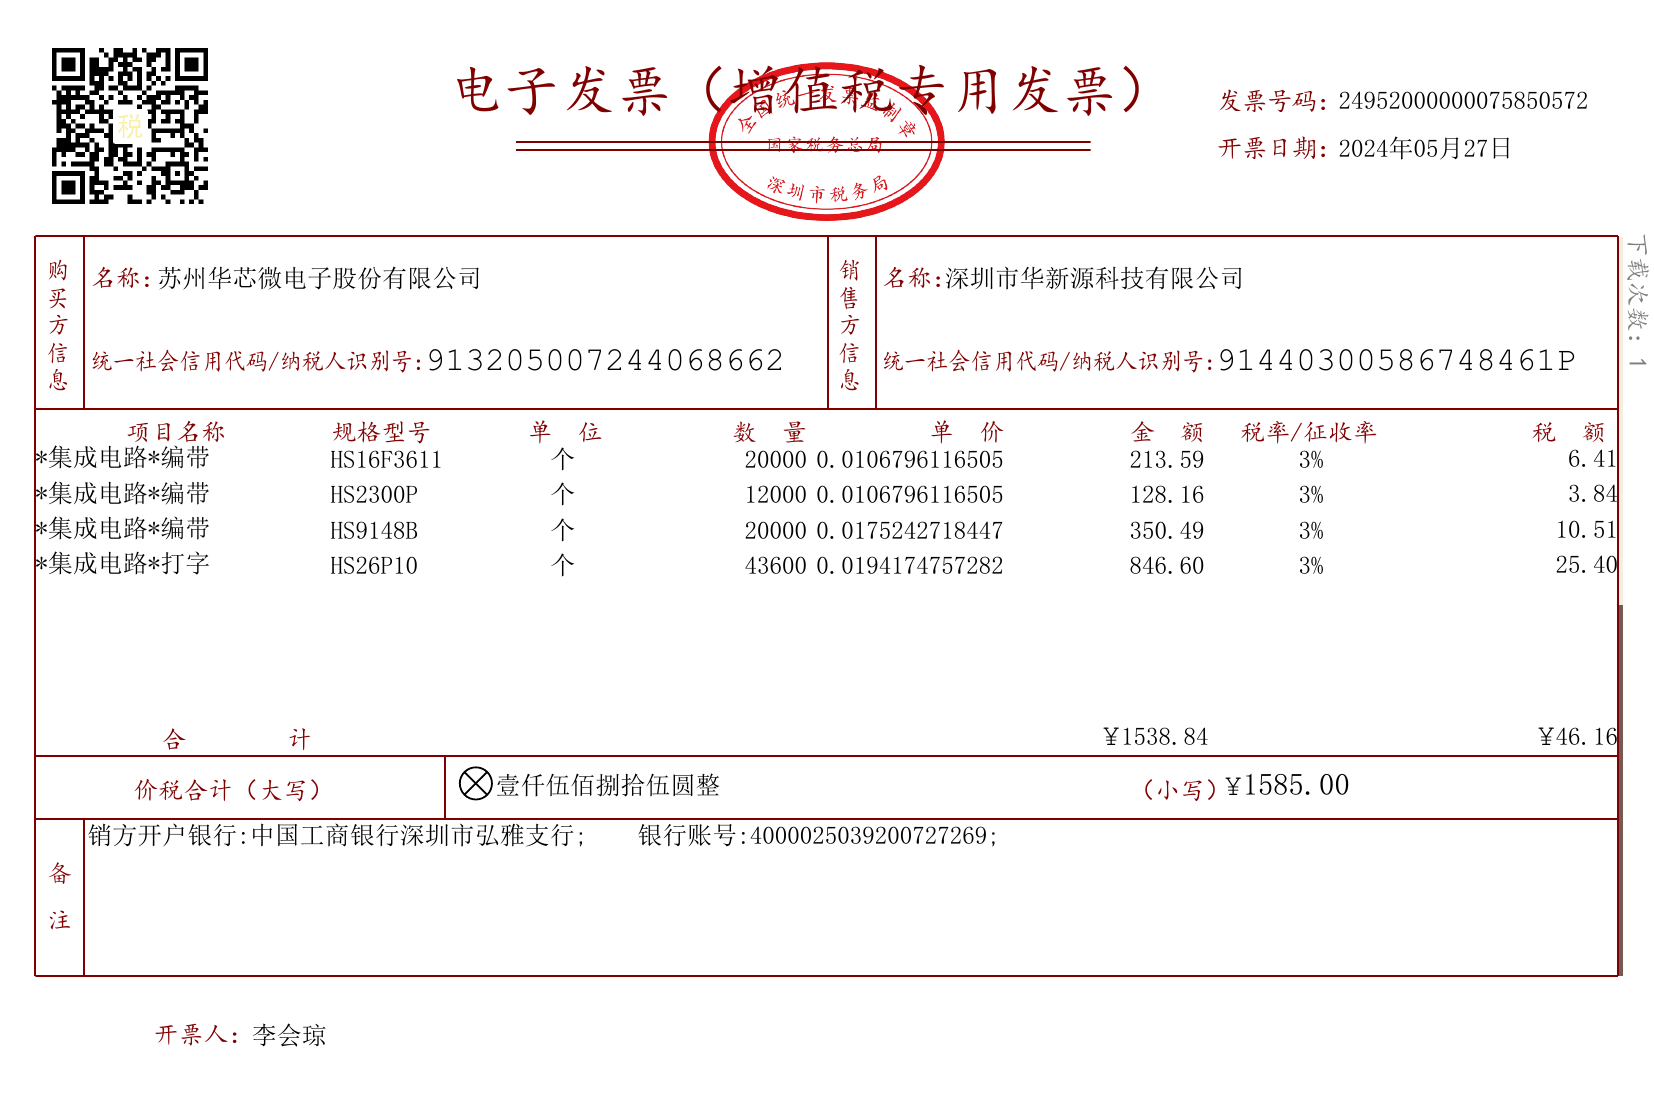 电子发票（增值税专用发票）
税
全国统一发票监制章
国家税务总局
深圳市税务局
发票号码：24952000000075850572
开票日期：2024年05月27日
购买方信息
名称：苏州华芯微电子股份有限公司
统一社会信用代码/纳税人识别号：913205007244068662
销售方信息
名称：深圳市华新源科技有限公司
统一社会信用代码/纳税人识别号：91440300586748461P
下载次数：1
项目名称 规格型号 单 位 数 量 单 价 金 额 税率/征收率 税 额
*集成电路*编带 HS16F3611 个 20000 0.0106796116505 213.59 3% 6.41
*集成电路*编带 HS2300P 个 12000 0.0106796116505 128.16 3% 3.84
*集成电路*编带 HS9148B 个 20000 0.0175242718447 350.49 3% 10.51
*集成电路*打字 HS26P10 个 43600 0.0194174757282 846.60 3% 25.40
合 计 ¥1538.84 ¥46.16
价税合计（大写） 壹仟伍佰捌拾伍圆整 （小写）¥1585.00
备注
销方开户银行:中国工商银行深圳市弘雅支行; 银行账号:4000025039200727269;
开票人：李会琼